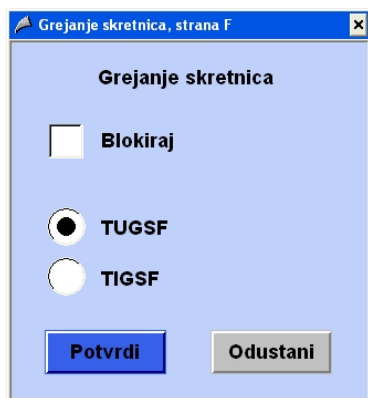 Grejanje skretnica, strana F
Grejanje skretnica
Blokiraj
TUGSF
TIGSF
Potvrdi
Odustani